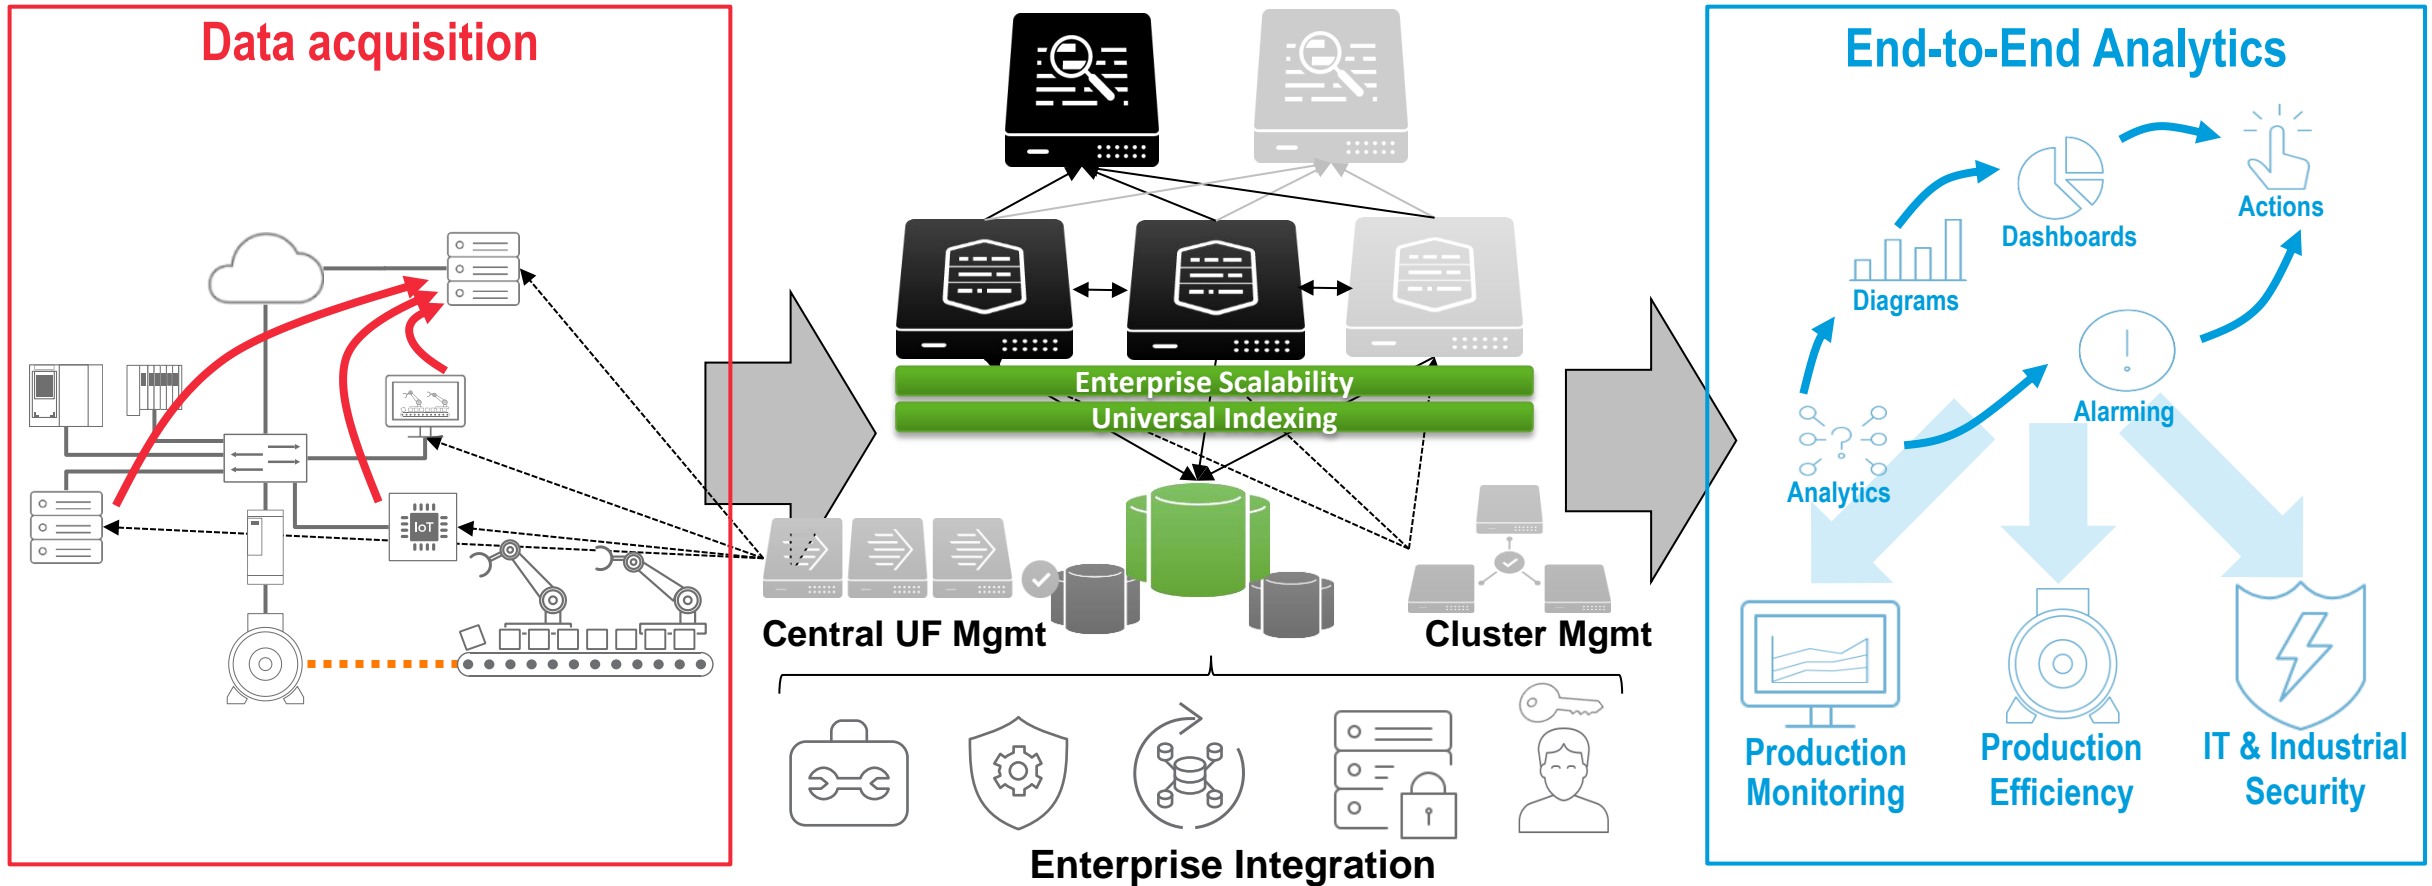 Data acquisition
IoT
Enterprise Scalability
Universal Indexing
Central UF Mgmt
Cluster Mgmt
Enterprise Integration
End-to-End Analytics
Actions
Dashboards
Diagrams
Alarming
Analytics
Production
Monitoring
Production
Efficiency
IT & Industrial
Security